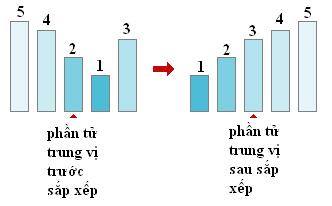 5 4 2 1 3
1 2 3 4 5
phần tử
trung vị
trước
sắp xếp
phần tử
trung vị
sau sắp
xếp